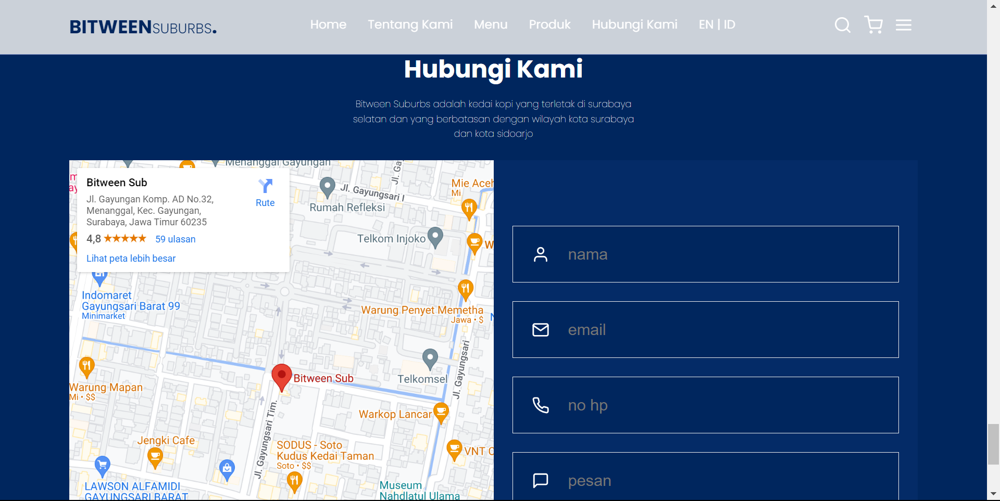 BITWEENSUBURBS.
Home
Tentang Kami
Menu
Produk
Hubungi Kami
EN | ID
Hubungi Kami
Bitween Suburbs adalah kedai kopi yang terletak di surabaya
selatan dan yang berbatasan dengan wilayah kota surabaya
dan kota sidoarjo
Menanggal Gayungan
Bitween Sub
Rute
Jl. Gayungan Komp. AD No.32,
Menanggal, Kec. Gayungan,
Surabaya, Jawa Timur 60235
4,8
59 ulasan
Lihat peta lebih besar
Jl. Gayungsari I
Rumah Refleksi
Mie Aceh
Mi
Telkom Injoko
Indomaret
Gayungsari Barat 99
Minimarket
Warung Penyet Memetha
Jawa • $
Jl. Gayungsari
Telkomsel
Bitween Sub
Warung Mapan
Mi • $$
Warkop Lancar
Jl. Gayungsari Tim.
Jengki Cafe
SODUS - Soto
Kudus Kedai Taman
Soto • $$
VNT
LAWSON ALFAMIDI
GAYUNGSARI BARAT
Museum
Nahdlatul Ulama
nama
email
no hp
pesan